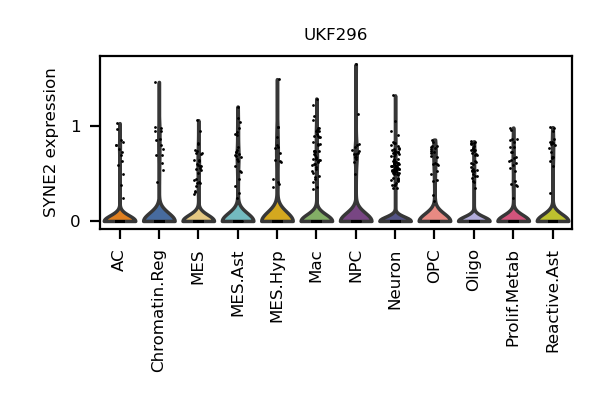 UKF296
SYNE2 expression
1
0
AC
Chromatin.Reg
MES
MES.Ast
MES.Hyp
Mac
NPC
Neuron
OPC
Oligo
Prolif.Metab
Reactive.Ast